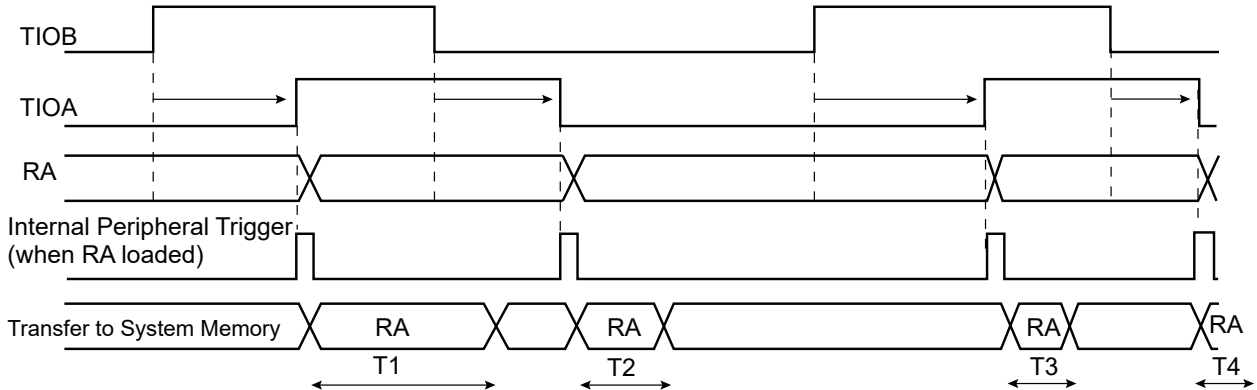 TIOB
TIOA
RA
Internal Peripheral Trigger
(when RA loaded)
Transfer to System Memory
RA
RA
RA
RA
T1
T2
T3
T4